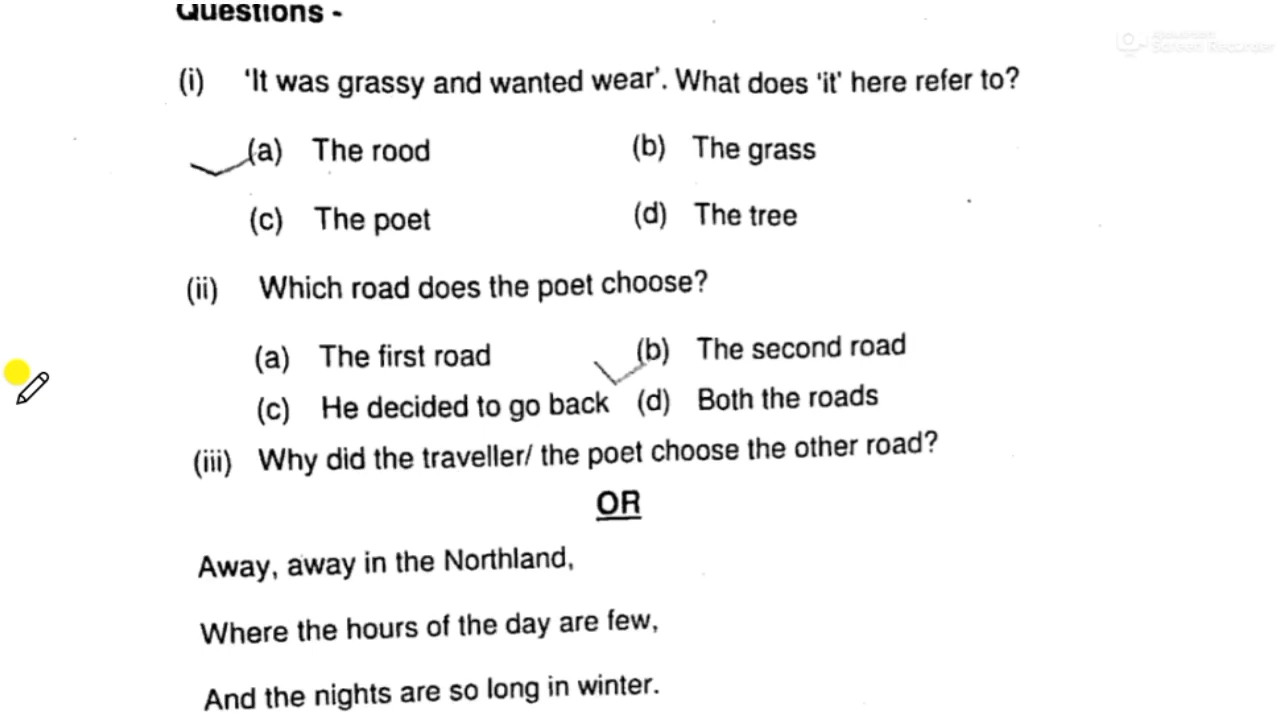 Questions -
(i) 'It was grassy and wanted wear'. What does 'it' here refer to?
(a) The rood (b) The grass
(c) The poet (d) The tree
(ii) Which road does the poet choose?
(a) The first road (b) The second road
(c) He decided to go back (d) Both the roads
(iii) Why did the traveller/ the poet choose the other road?
OR
Away, away in the Northland,
Where the hours of the day are few,
And the nights are so long in winter.
Screen Recorder